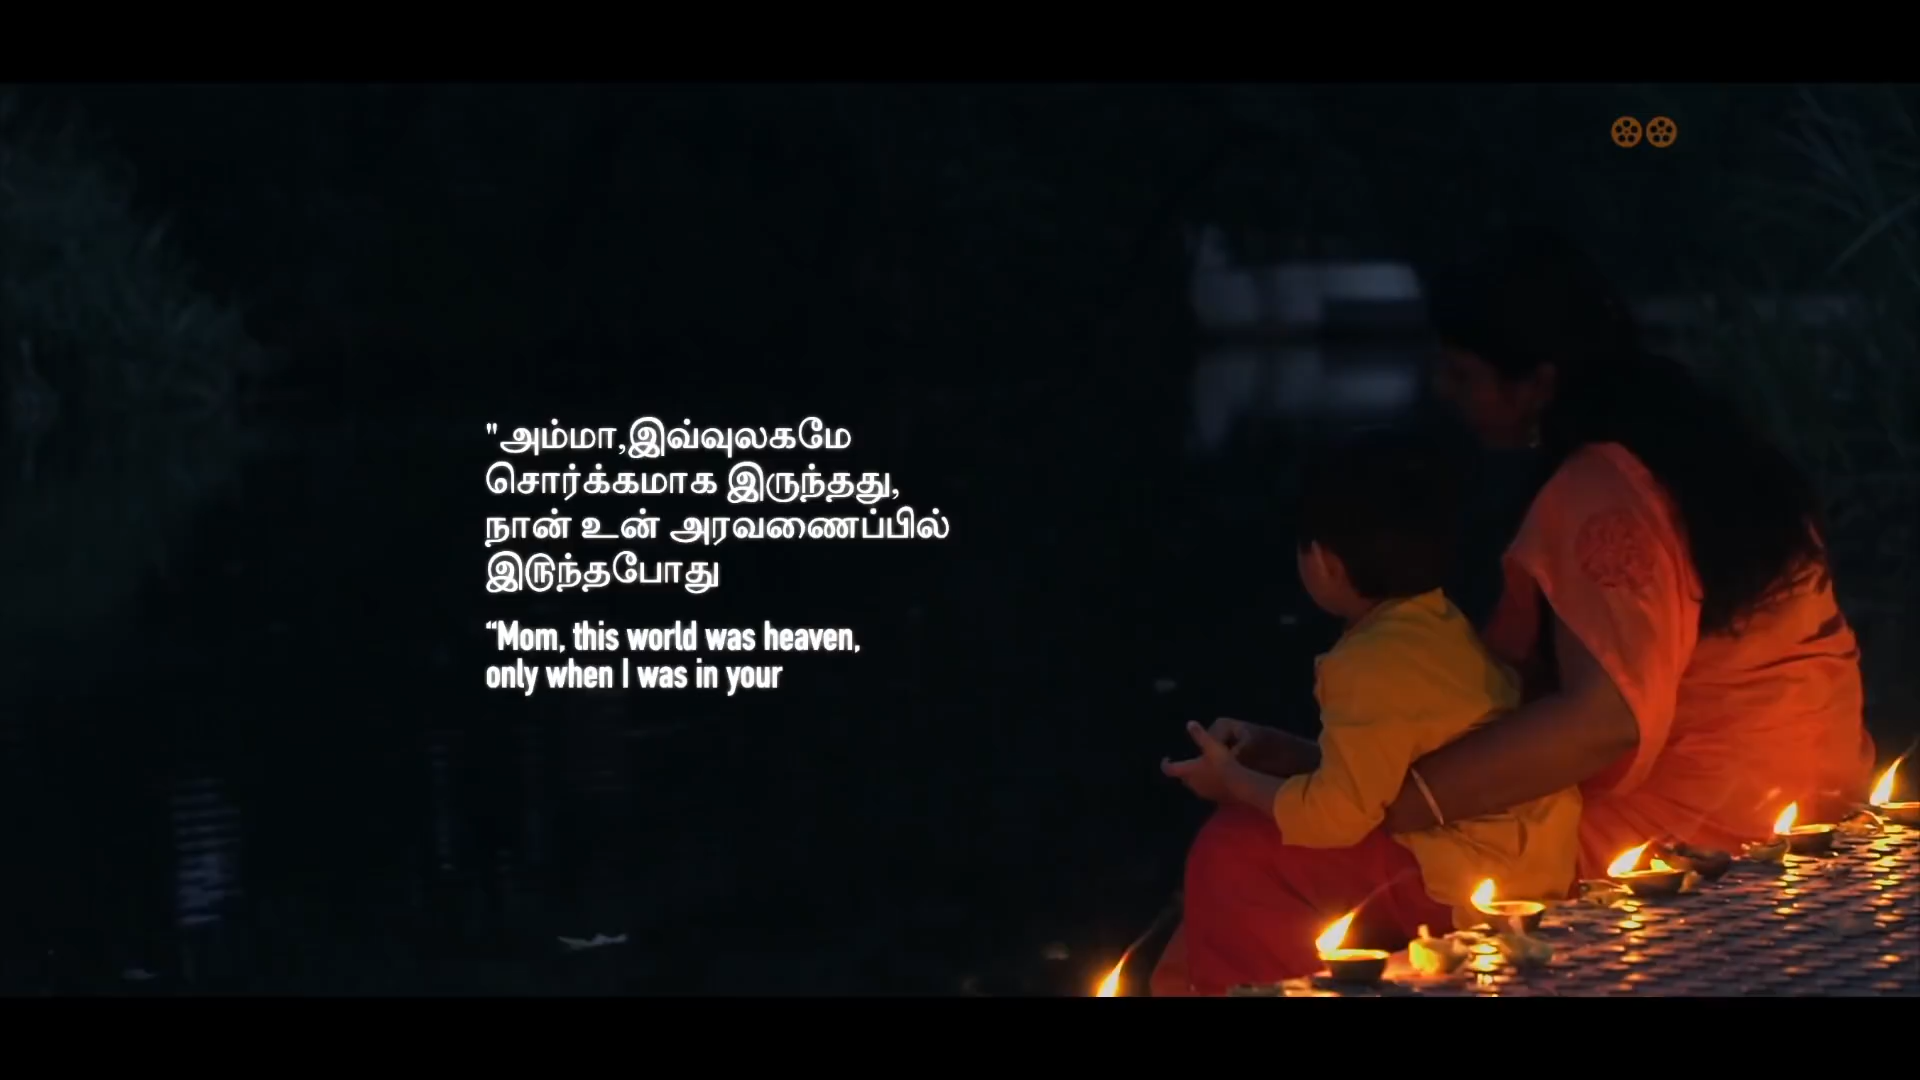 "அம்மா,இவ்வுலகமே
சொர்க்கமாக இருந்தது,
நான் உன் அரவணைப்பில்
இருந்தபோது
“Mom, this world was heaven,
only when I was in your